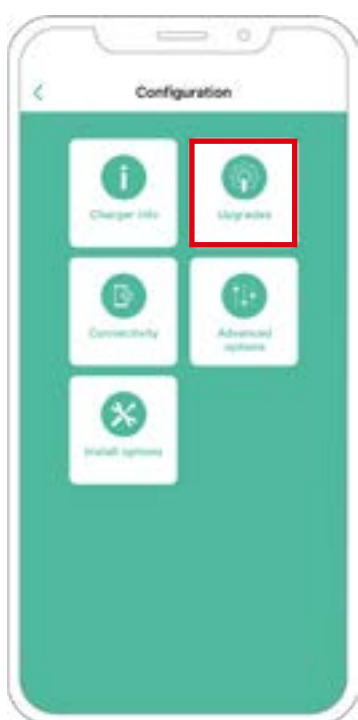 Configuration
Charger info
Upgrades
Connectivity
Advanced
options
Install options